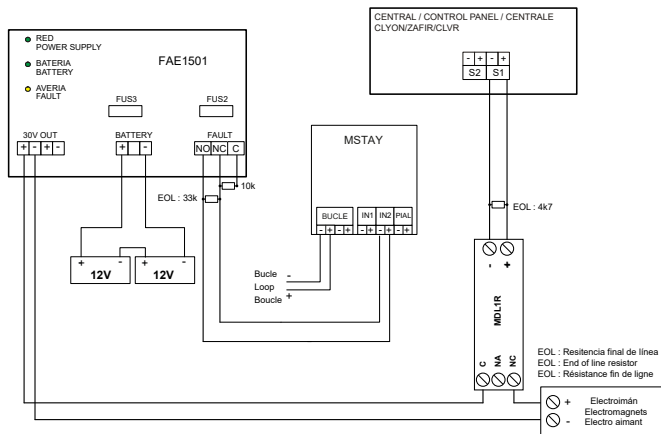 RED
POWER SUPPLY
BATERIA
BATTERY
AVERIA
FAULT
FAE1501
FUS3
FUS2
30V OUT
BATTERY
FAULT
+ - + -
+ -
NO NC C
10k
EOL : 33k
+ - + -
12V 12V
MSTAY
BUCLE IN1 IN2 PIAL
- + - + - + - + - +
Bucle -
Loop
Boucle +
CENTRAL / CONTROL PANEL / CENTRALE
CLYON/ZAFIR/CLVR
- + - +
S2 S1
EOL : 4k7
- +
MDL1R
C NA NC
EOL : Resitencia final de línea
EOL : End of line resistor
EOL : Résistance fin de ligne
+ Electroimán
Electromagnets
- Electro aimant